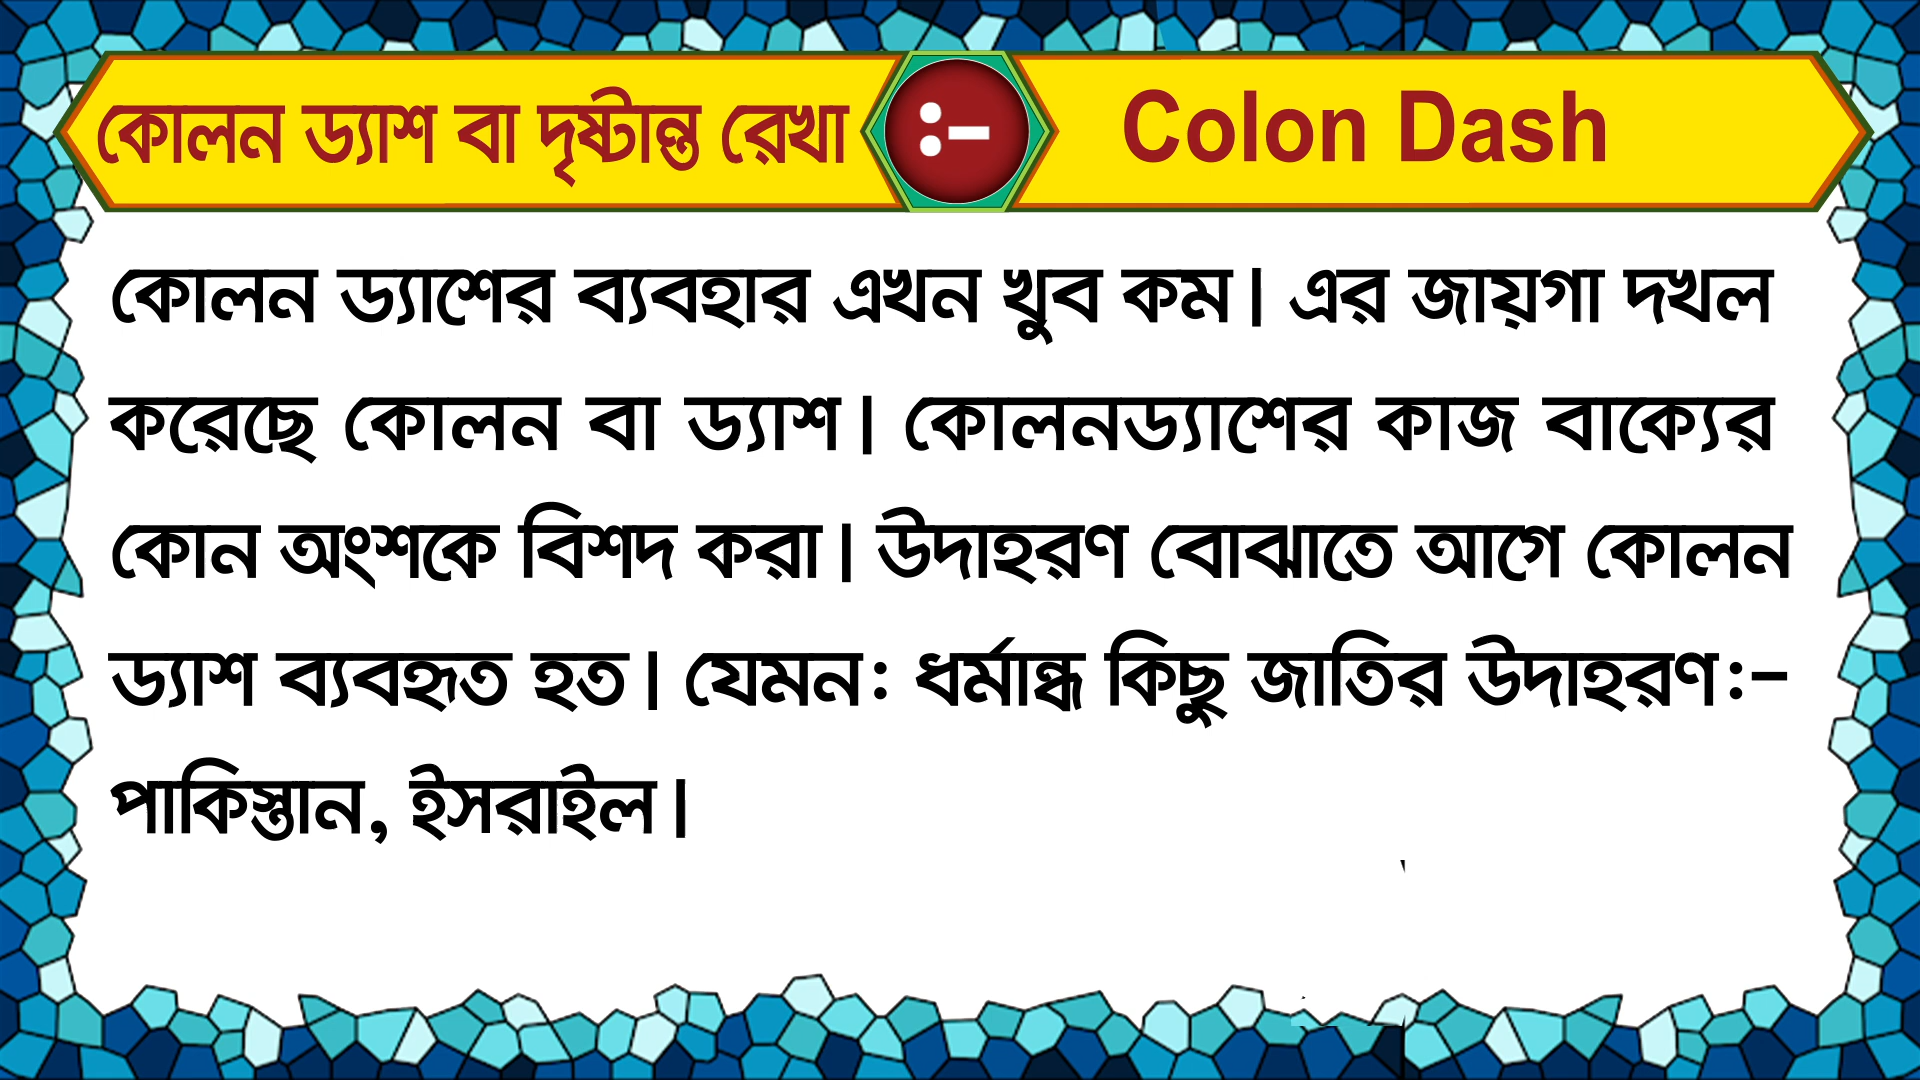 কোলন ড্যাশ বা দৃষ্টান্ত রেখা :- Colon Dash
কোলন ড্যাশের ব্যবহার এখন খুব কম। এর জায়গা দখল
করেছে কোলন বা ড্যাশ। কোলনড্যাশের কাজ বাক্যের
কোন অংশকে বিশদ করা। উদাহরণ বোঝাতে আগে কোলন
ড্যাশ ব্যবহৃত হত। যেমন: ধর্মান্ধ কিছু জাতির উদাহরণ:–
পাকিস্তান, ইসরাইল।